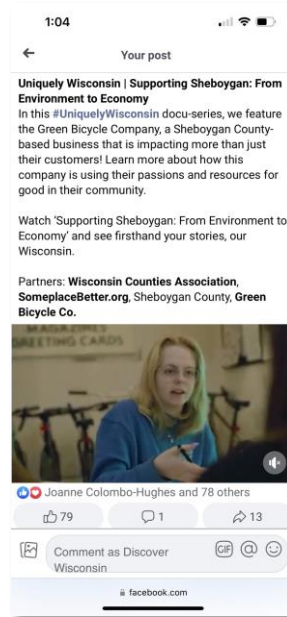 1:04
Your post
Uniquely Wisconsin | Supporting Sheboygan: From
Environment to Economy
In this #UniquelyWisconsin docu-series, we feature
the Green Bicycle Company, a Sheboygan County-
based business that is impacting more than just
their customers! Learn more about how this
company is using their passions and resources for
good in their community.
Watch ‘Supporting Sheboygan: From Environment to
Economy’ and see firsthand your stories, our
Wisconsin.
Partners: Wisconsin Counties Association,
SomeplaceBetter.org, Sheboygan County, Green
Bicycle Co.
MAGAZINES
GREETING CARDS
Joanne Colombo-Hughes and 78 others
79
1
13
Comment as Discover
Wisconsin
GIF
facebook.com